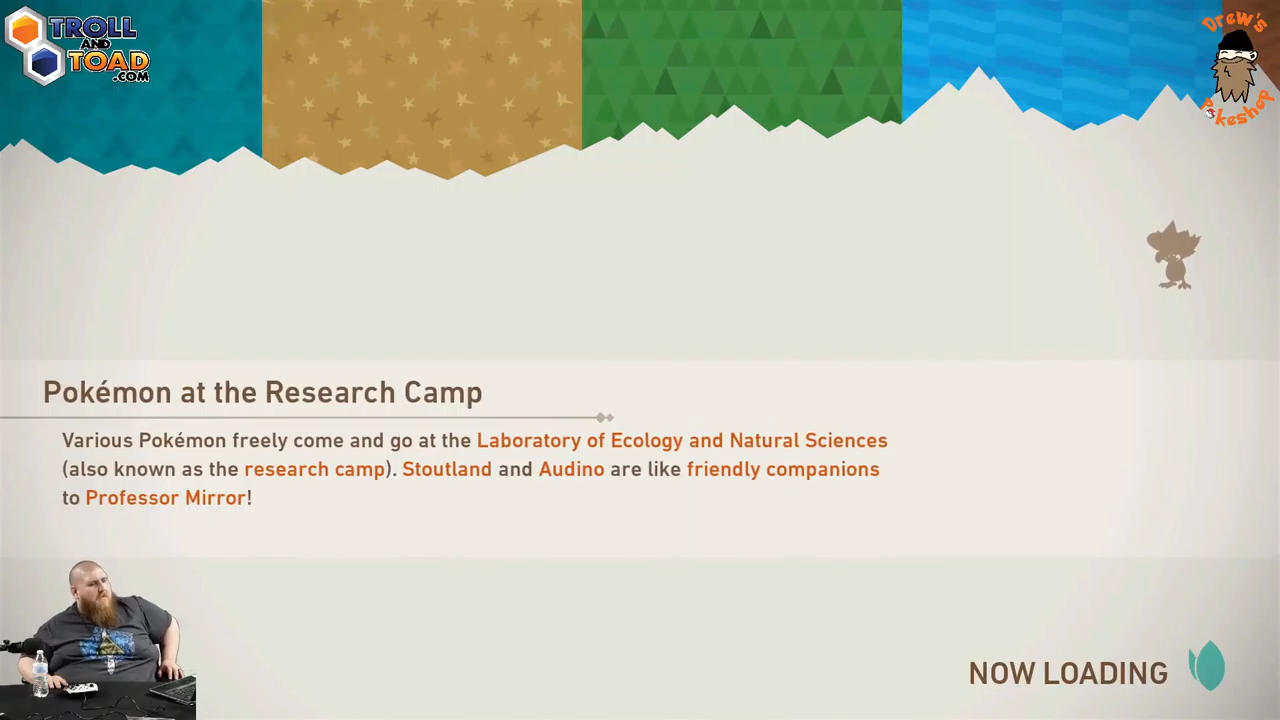 TROLL
AND
TOAD
.COM
Drew's
Pokeshop
Pokémon at the Research Camp
Various Pokémon freely come and go at the Laboratory of Ecology and Natural Sciences
(also known as the research camp). Stoutland and Audino are like friendly companions
to Professor Mirror!
NOW LOADING